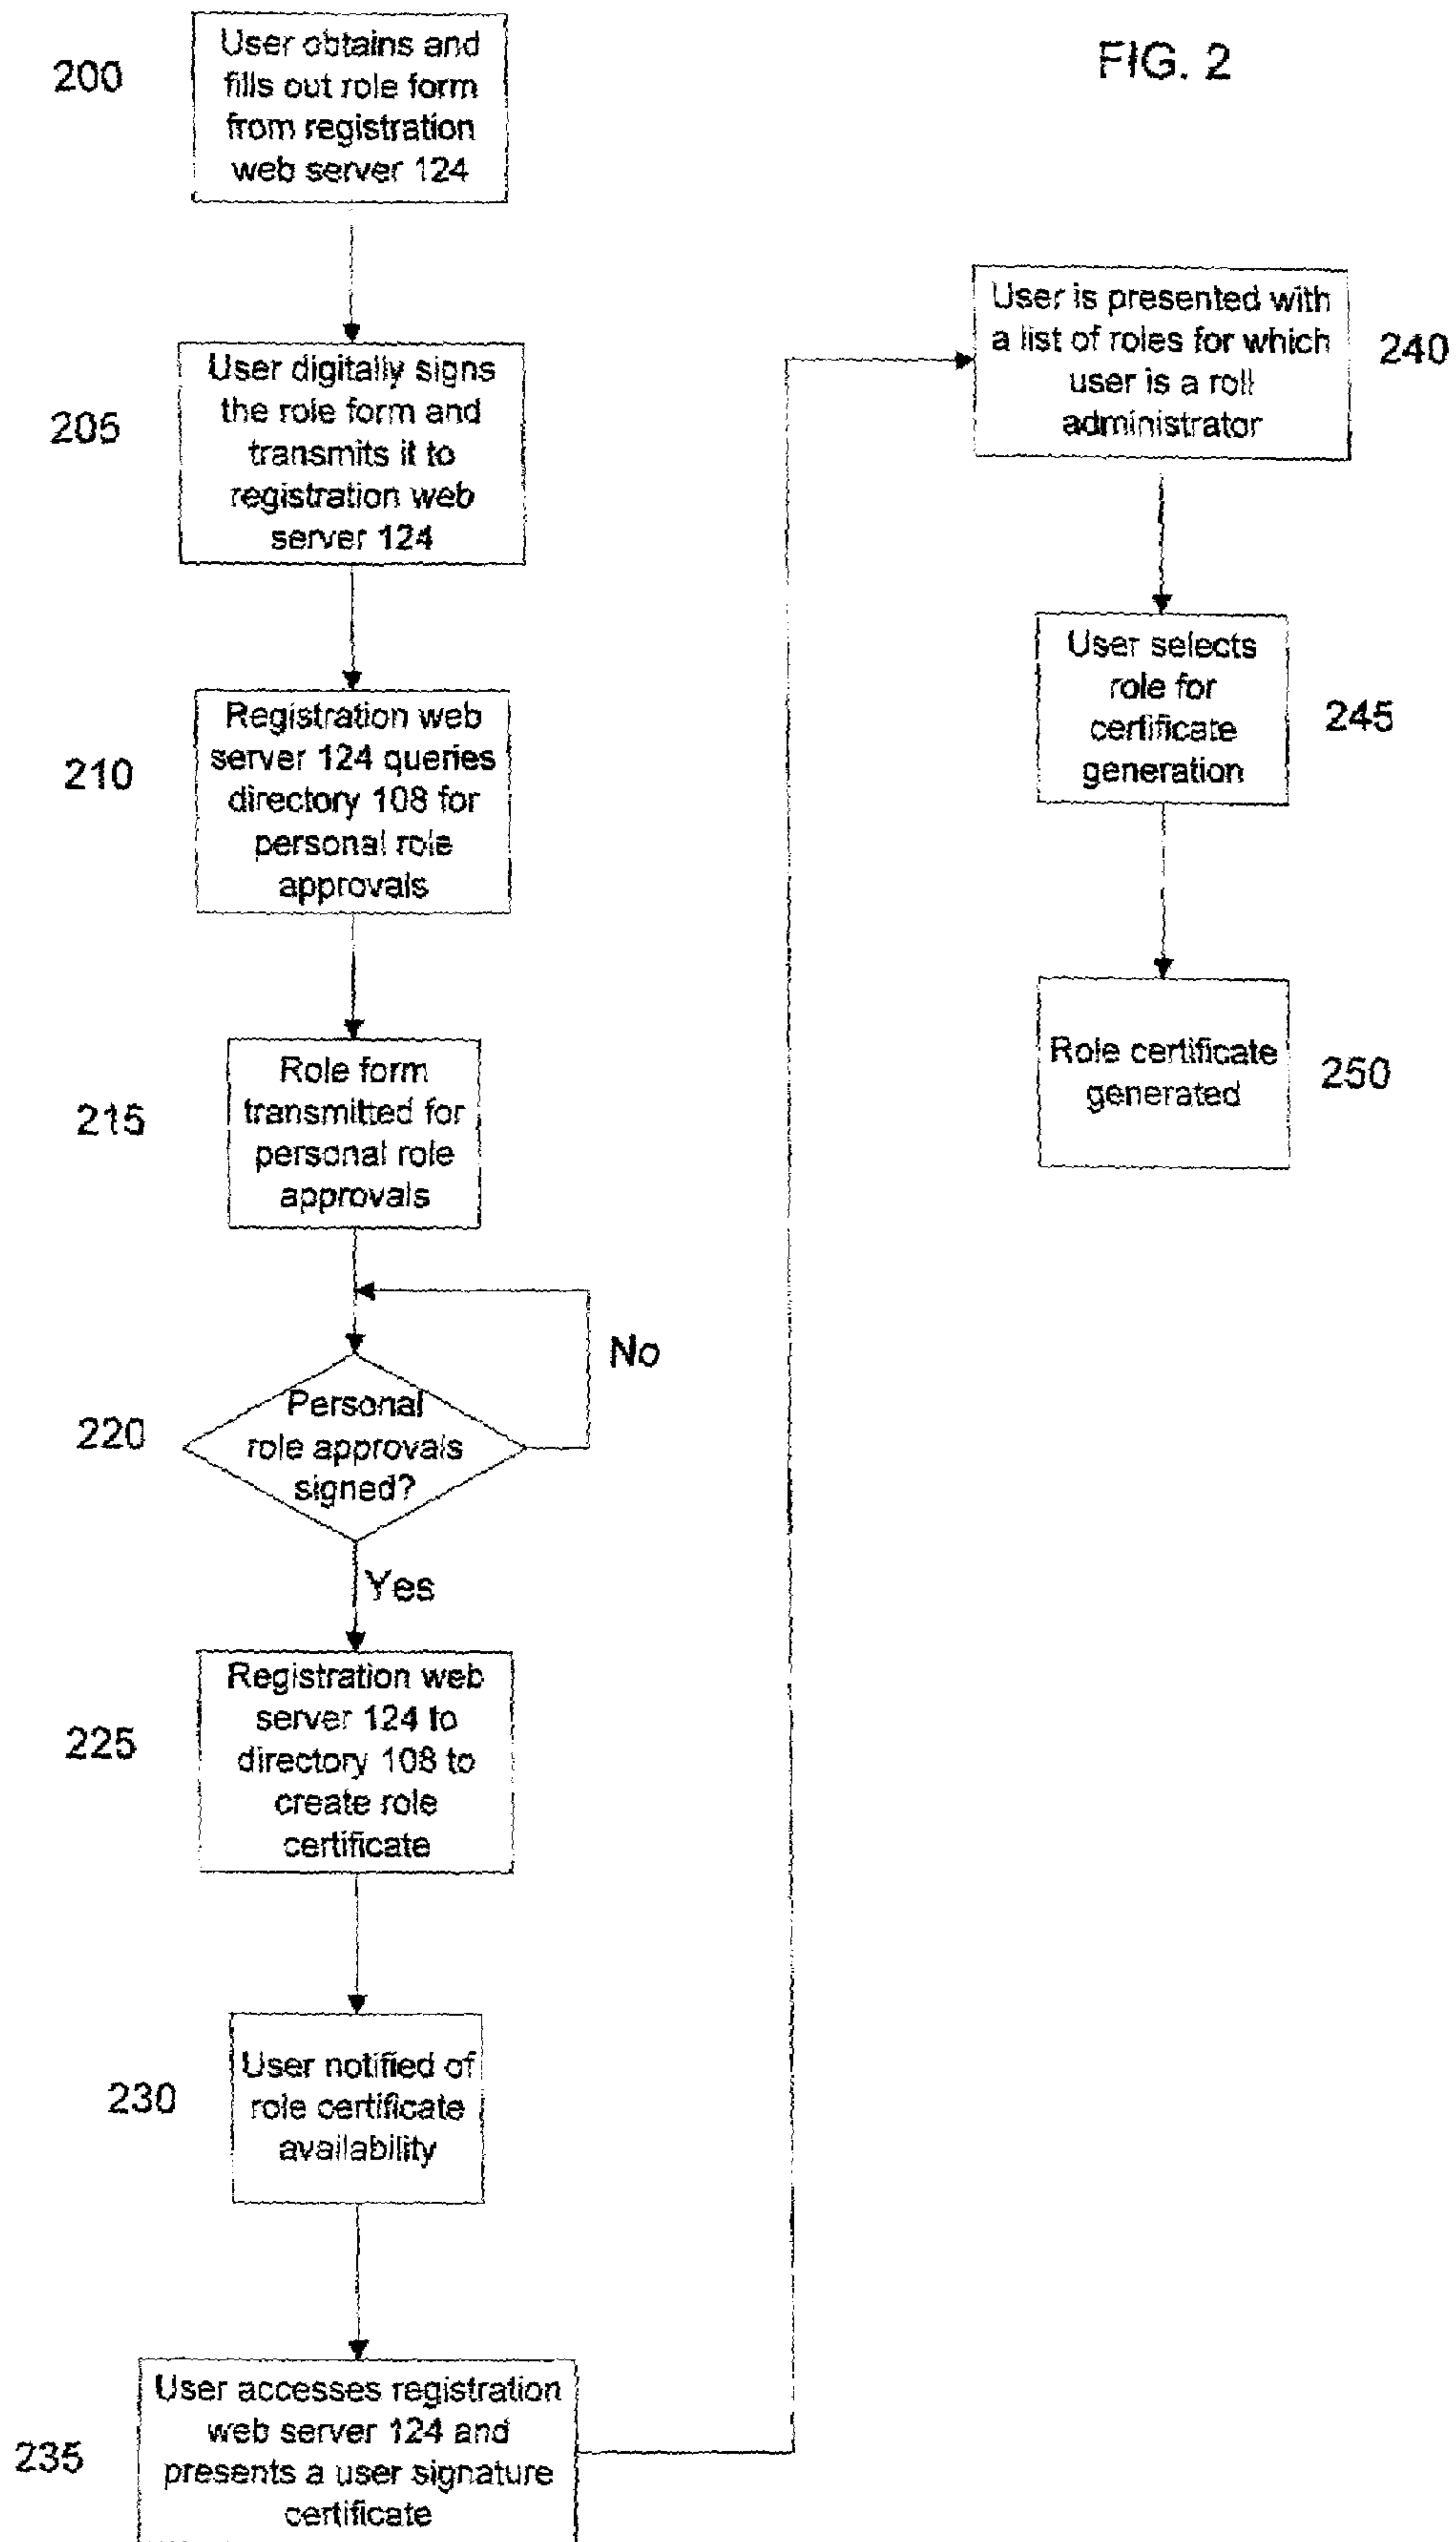 FIG. 2
200
User obtains and
fills out role form
from registration
web server 124
205
User digitally signs
the role form and
transmits it to
registration web
server 124
210
Registration web
server 124 queries
directory 108 for
personal role
approvals
215
Role form
transmitted for
personal role
approvals
No
220
Personal
role approvals
signed?
Yes
225
Registration web
server 124 to
directory 108 to
create role
certificate
230
User notified of
role certificate
availability
235
User accesses registration
web server 124 and
presents a user signature
certificate
User is presented with
a list of roles for which
user is a roll
administrator
240
User selects
role for
certificate
generation
245
Role certificate
generated
250